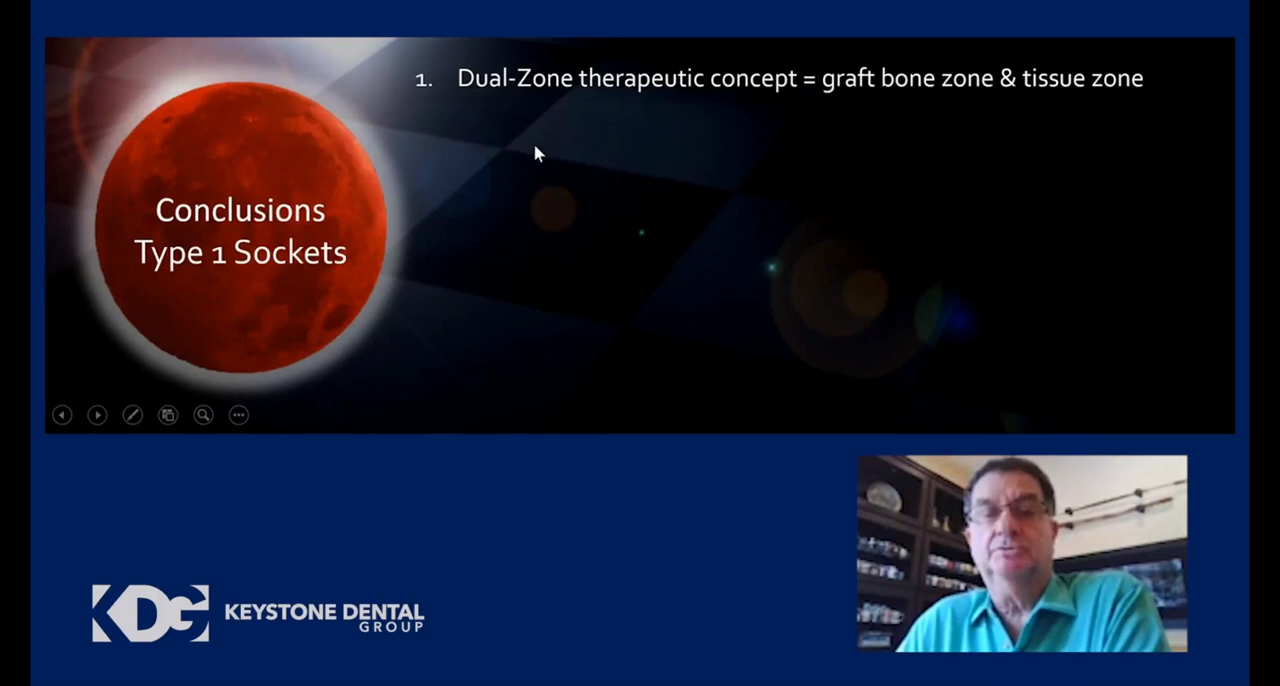 1. Dual-Zone therapeutic concept = graft bone zone & tissue zone
Conclusions
Type 1 Sockets
KDG KEYSTONE DENTAL
GROUP